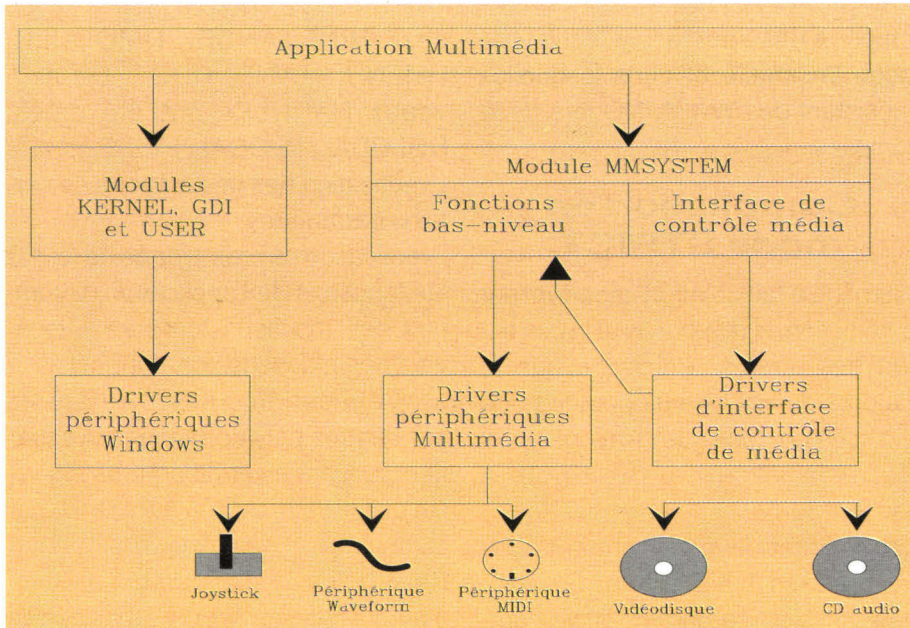 Application Multimédia
Modules
KERNEL, GDI
et USER
Module MMSYSTEM
Fonctions
bas-niveau
Interface de
contrôle média
Drivers
périphériques
Windows
Drivers
périphériques
Multimédia
Drivers
d'interface
de contrôle
de média
Joystick
Périphérique
Waveform
Périphérique
MIDI
Vidéodisque
CD audio